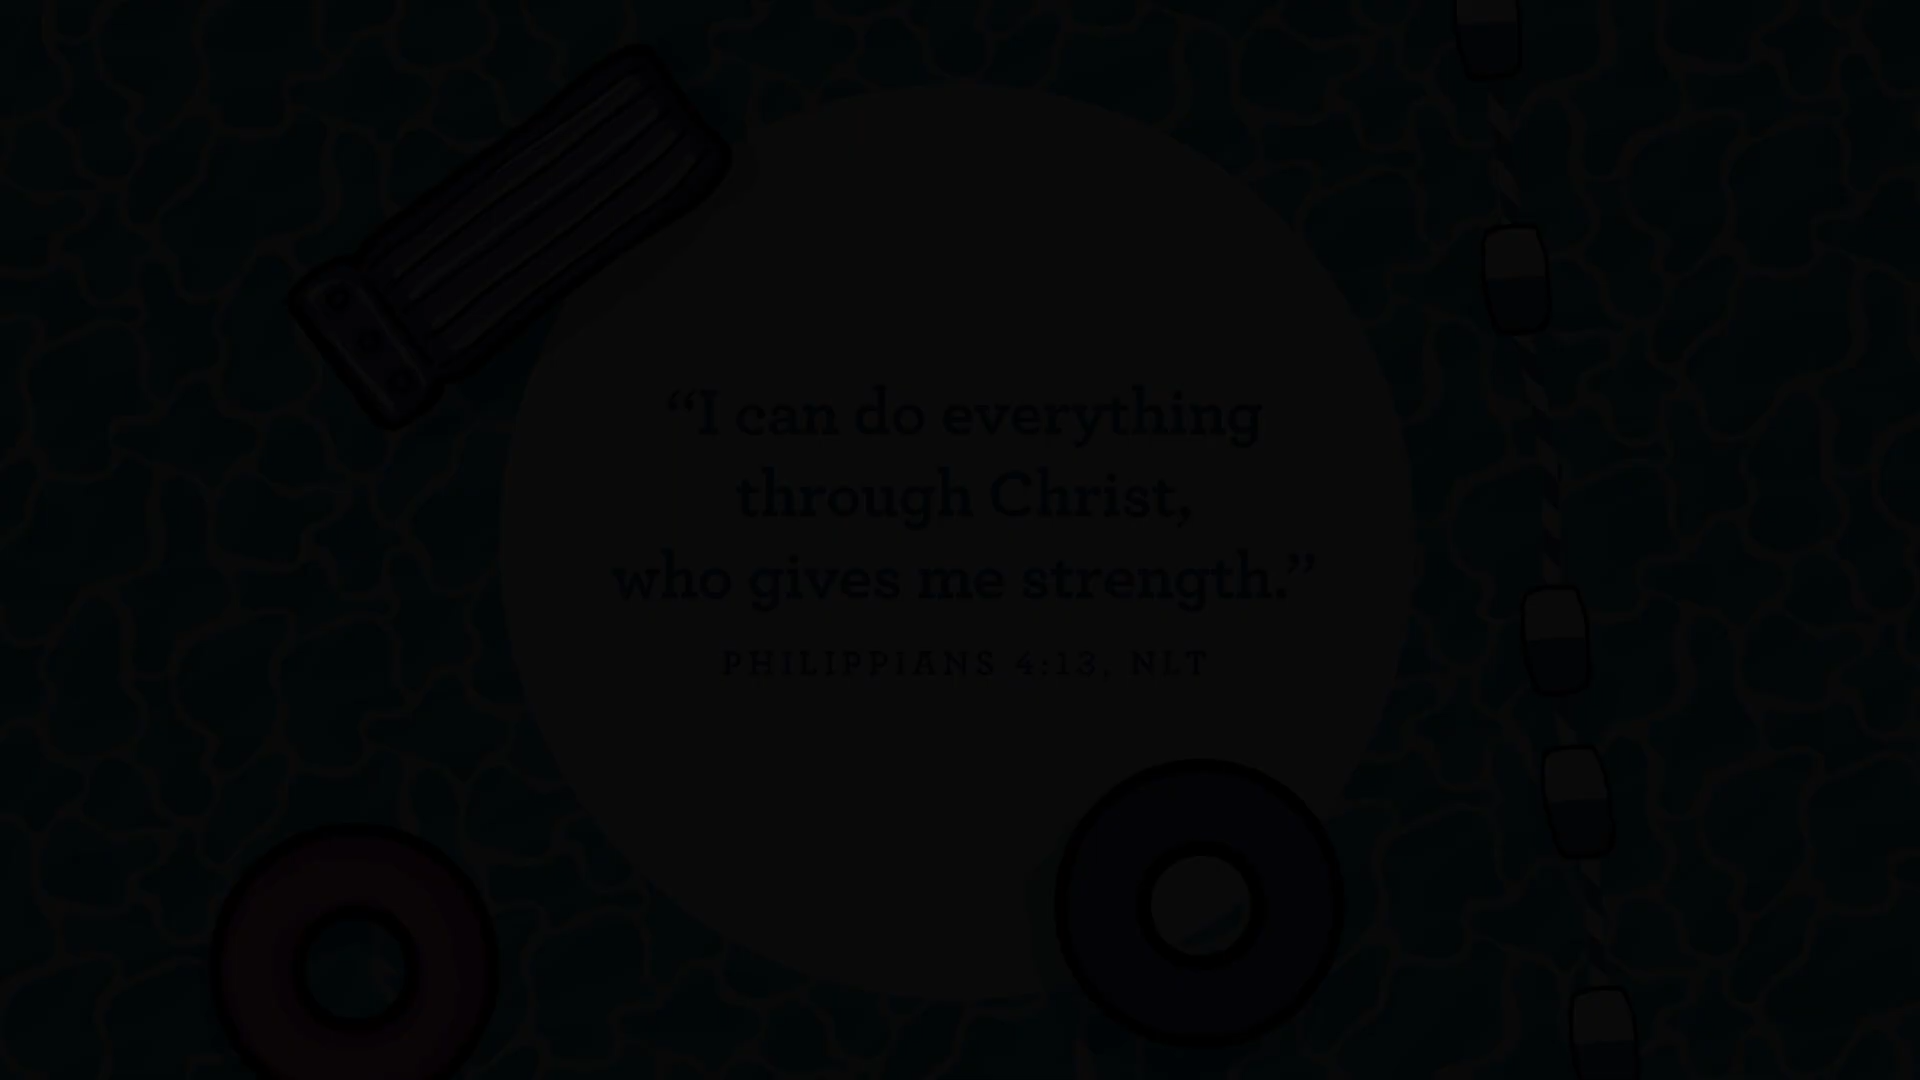 “I can do everything
through Christ,
who gives me strength.”
PHILIPPIANS 4:13, NLT